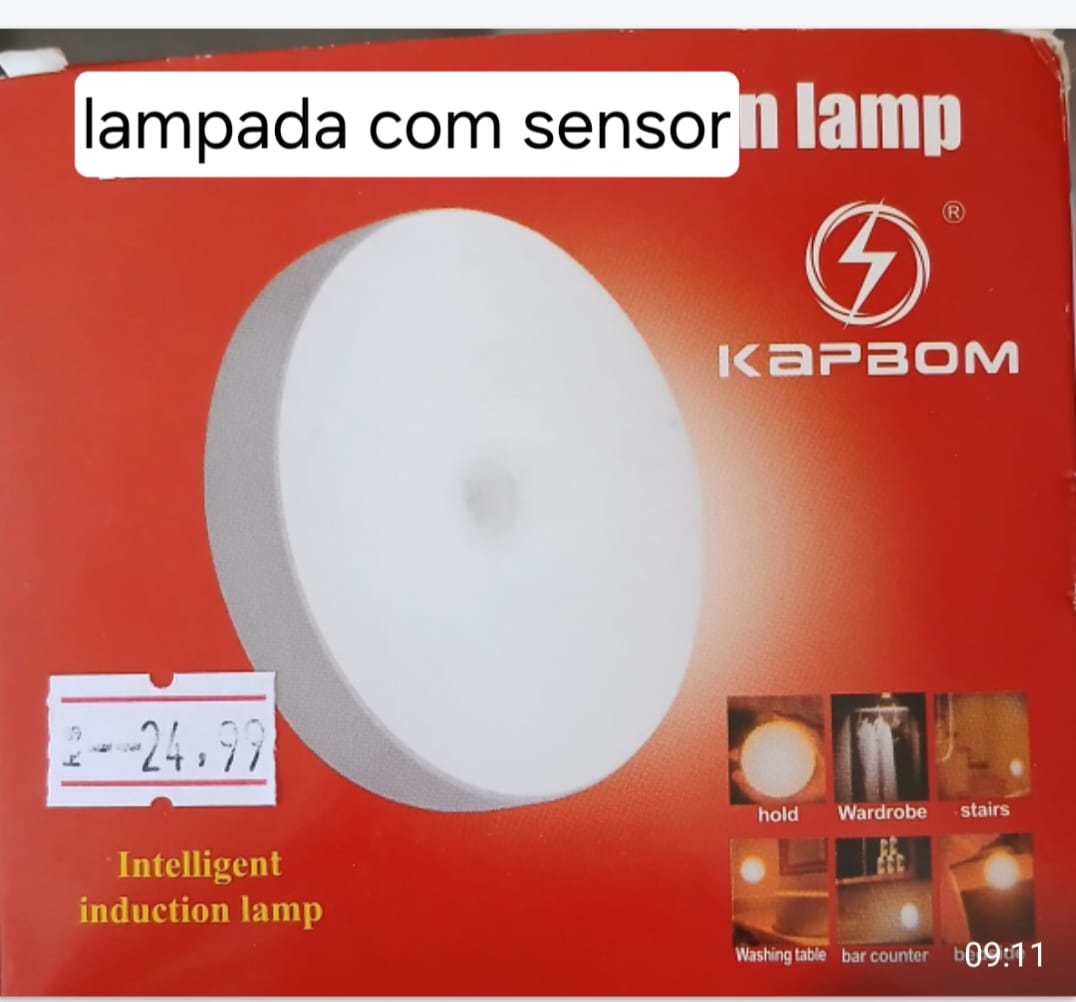 lampada com sensor
n lamp
®
KAPBOM
R$ 24,99
Intelligent
induction lamp
hold Wardrobe stairs
Washing table bar counter
09:11